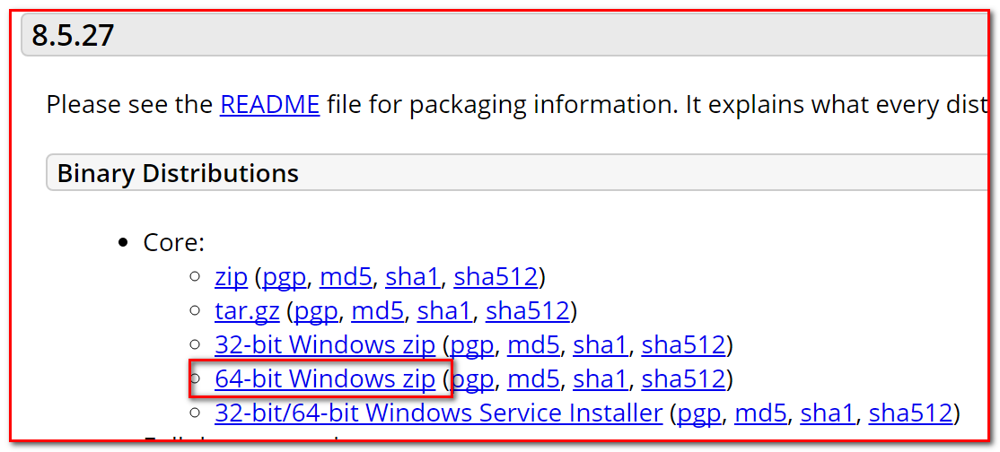 8.5.27
Please see the README file for packaging information. It explains what every dist
Binary Distributions
Core:
zip (pgp, md5, sha1, sha512)
tar.gz (pgp, md5, sha1, sha512)
32-bit Windows zip (pgp, md5, sha1, sha512)
64-bit Windows zip (pgp, md5, sha1, sha512)
32-bit/64-bit Windows Service Installer (pgp, md5, sha1, sha512)